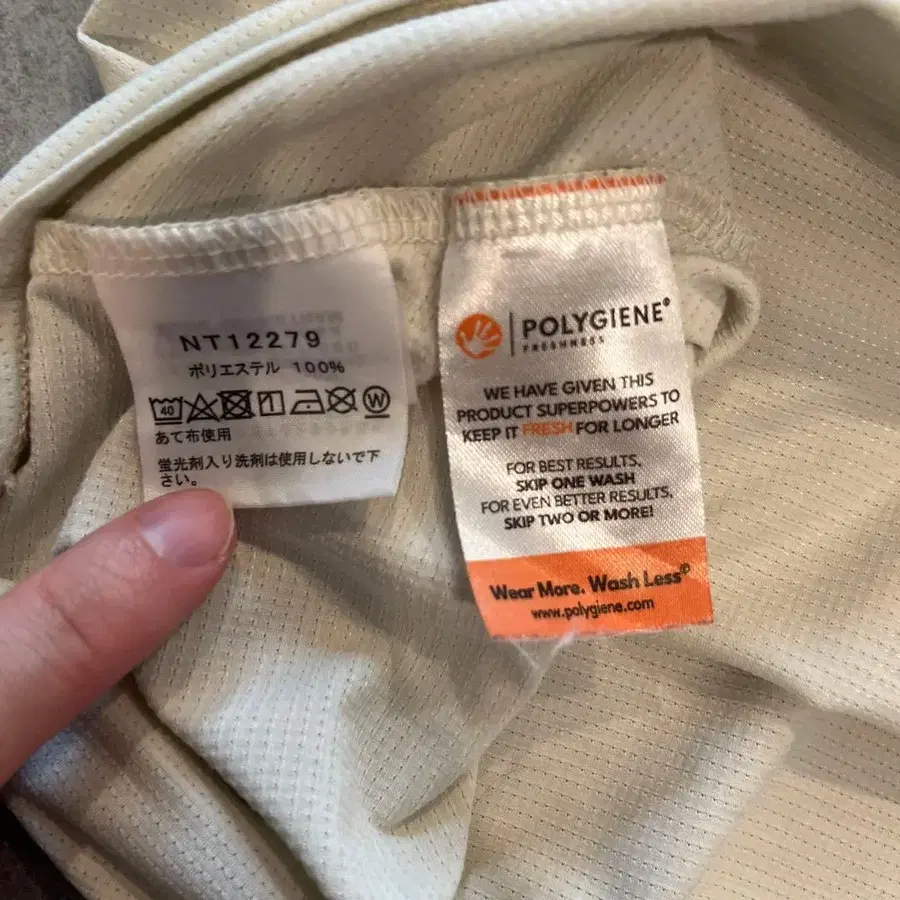 NT12279
ポリエステル 100%
40
W
あて布使用
蛍光剤入り洗剤は使用しないで下
さい。
POLYGIENE®
FRESHNESS
WE HAVE GIVEN THIS
PRODUCT SUPERPOWERS TO
KEEP IT FRESH FOR LONGER
FOR BEST RESULTS,
SKIP ONE WASH
FOR EVEN BETTER RESULTS,
SKIP TWO OR MORE!
Wear More. Wash Less®
www.polygiene.com